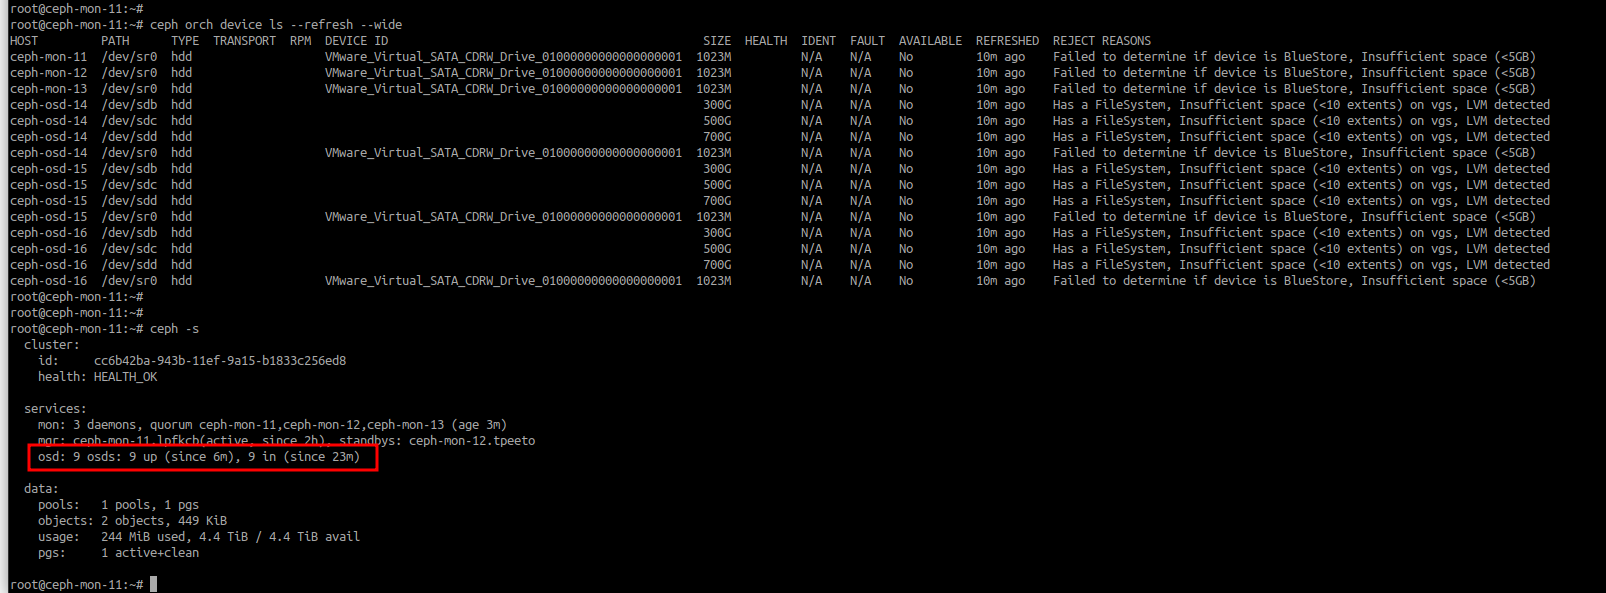 root@ceph-mon-11:~#
root@ceph-mon-11:~# ceph orch device ls --refresh --wide
HOST PATH TYPE TRANSPORT RPM DEVICE ID SIZE HEALTH IDENT FAULT AVAILABLE REFRESHED REJECT REASONS
ceph-mon-11 /dev/sr0 hdd VMware_Virtual_SATA_CDRW_Drive_01000000000000000001 1023M N/A N/A No 10m ago Failed to determine if device is BlueStore, Insufficient space (<5GB)
ceph-mon-12 /dev/sr0 hdd VMware_Virtual_SATA_CDRW_Drive_01000000000000000001 1023M N/A N/A No 10m ago Failed to determine if device is BlueStore, Insufficient space (<5GB)
ceph-mon-13 /dev/sr0 hdd VMware_Virtual_SATA_CDRW_Drive_01000000000000000001 1023M N/A N/A No 10m ago Failed to determine if device is BlueStore, Insufficient space (<5GB)
ceph-osd-14 /dev/sdb hdd 300G N/A N/A No 10m ago Has a FileSystem, Insufficient space (<10 extents) on vgs, LVM detected
ceph-osd-14 /dev/sdc hdd 500G N/A N/A No 10m ago Has a FileSystem, Insufficient space (<10 extents) on vgs, LVM detected
ceph-osd-14 /dev/sdd hdd 700G N/A N/A No 10m ago Has a FileSystem, Insufficient space (<10 extents) on vgs, LVM detected
ceph-osd-14 /dev/sr0 hdd VMware_Virtual_SATA_CDRW_Drive_01000000000000000001 1023M N/A N/A No 10m ago Failed to determine if device is BlueStore, Insufficient space (<5GB)
ceph-osd-15 /dev/sdb hdd 300G N/A N/A No 10m ago Has a FileSystem, Insufficient space (<10 extents) on vgs, LVM detected
ceph-osd-15 /dev/sdc hdd 500G N/A N/A No 10m ago Has a FileSystem, Insufficient space (<10 extents) on vgs, LVM detected
ceph-osd-15 /dev/sdd hdd 700G N/A N/A No 10m ago Has a FileSystem, Insufficient space (<10 extents) on vgs, LVM detected
ceph-osd-15 /dev/sr0 hdd VMware_Virtual_SATA_CDRW_Drive_01000000000000000001 1023M N/A N/A No 10m ago Failed to determine if device is BlueStore, Insufficient space (<5GB)
ceph-osd-16 /dev/sdb hdd 300G N/A N/A No 10m ago Has a FileSystem, Insufficient space (<10 extents) on vgs, LVM detected
ceph-osd-16 /dev/sdc hdd 500G N/A N/A No 10m ago Has a FileSystem, Insufficient space (<10 extents) on vgs, LVM detected
ceph-osd-16 /dev/sdd hdd 700G N/A N/A No 10m ago Has a FileSystem, Insufficient space (<10 extents) on vgs, LVM detected
ceph-osd-16 /dev/sr0 hdd VMware_Virtual_SATA_CDRW_Drive_01000000000000000001 1023M N/A N/A No 10m ago Failed to determine if device is BlueStore, Insufficient space (<5GB)
root@ceph-mon-11:~#
root@ceph-mon-11:~#
root@ceph-mon-11:~# ceph -s
cluster:
id: cc6b42ba-943b-11ef-9a15-b1833c256ed8
health: HEALTH_OK
services:
mon: 3 daemons, quorum ceph-mon-11,ceph-mon-12,ceph-mon-13 (age 3m)
mgr: ceph-mon-11.lpfkcb(active, since 2h), standbys: ceph-mon-12.tpeeto
osd: 9 osds: 9 up (since 6m), 9 in (since 23m)
data:
pools: 1 pools, 1 pgs
objects: 2 objects, 449 KiB
usage: 244 MiB used, 4.4 TiB / 4.4 TiB avail
pgs: 1 active+clean
root@ceph-mon-11:~#